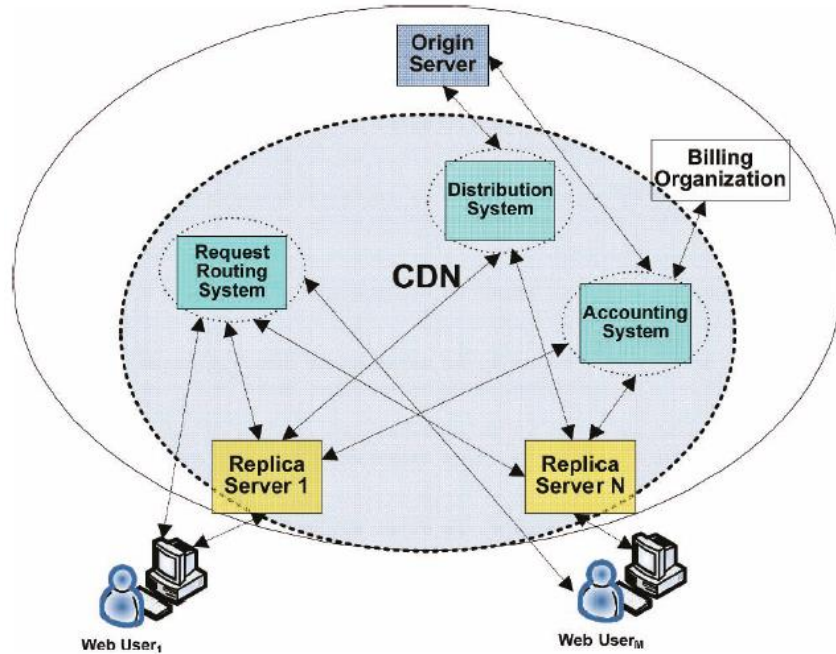 Origin
Server
Billing
Organization
Distribution
System
Request
Routing
System
CDN
Accounting
System
Replica
Server 1
Replica
Server N
Web User₁
Web Userₘ